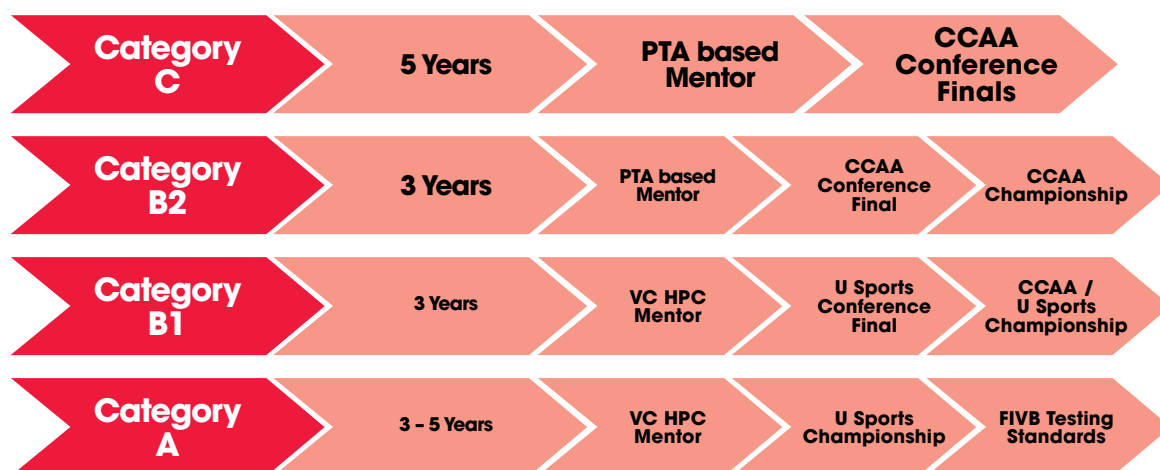 Category
C
5 Years
PTA based
Mentor
CCAA
Conference
Finals
Category
B2
3 Years
PTA based
Mentor
CCAA
Conference
Final
CCAA
Championship
Category
B1
3 Years
VC HPC
Mentor
U Sports
Conference
Final
CCAA /
U Sports
Championship
Category
A
3 – 5 Years
VC HPC
Mentor
U Sports
Championship
FIVB Testing
Standards